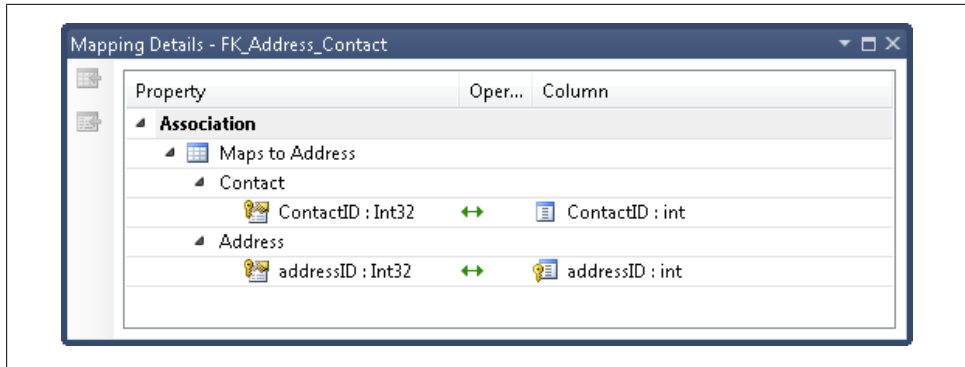 Mapping Details - FK_Address_Contact
Property Oper... Column
Association
Maps to Address
Contact
ContactID : Int32 ContactID : int
Address
addressID : Int32 addressID : int